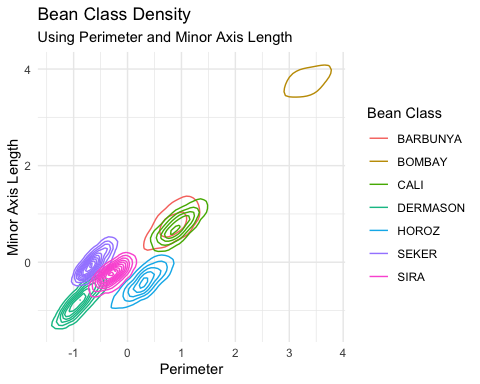 Bean Class Density
Using Perimeter and Minor Axis Length
4
2
0
Minor Axis Length
-1
0
1
2
3
4
Perimeter
Bean Class
BARBUNYA
BOMBAY
CALI
DERMASON
HOROZ
SEKER
SIRA